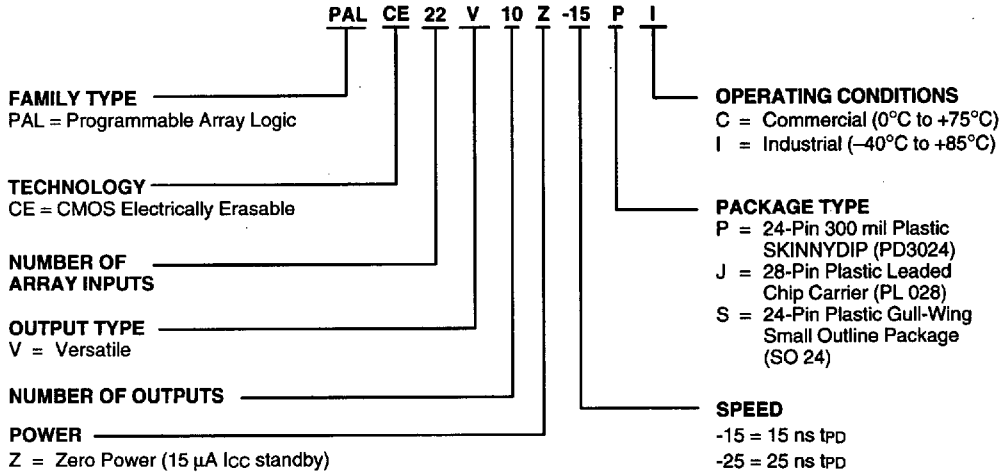 PAL CE 22 V 10 Z -15 P I
FAMILY TYPE
PAL = Programmable Array Logic
TECHNOLOGY
CE = CMOS Electrically Erasable
NUMBER OF
ARRAY INPUTS
OUTPUT TYPE
V = Versatile
NUMBER OF OUTPUTS
POWER
Z = Zero Power (15 µA ICC standby)
OPERATING CONDITIONS
C = Commercial (0°C to +75°C)
I = Industrial (–40°C to +85°C)
PACKAGE TYPE
P = 24-Pin 300 mil Plastic
SKINNYDIP (PD3024)
J = 28-Pin Plastic Leaded
Chip Carrier (PL 028)
S = 24-Pin Plastic Gull-Wing
Small Outline Package
(SO 24)
SPEED
-15 = 15 ns tPD
-25 = 25 ns tPD